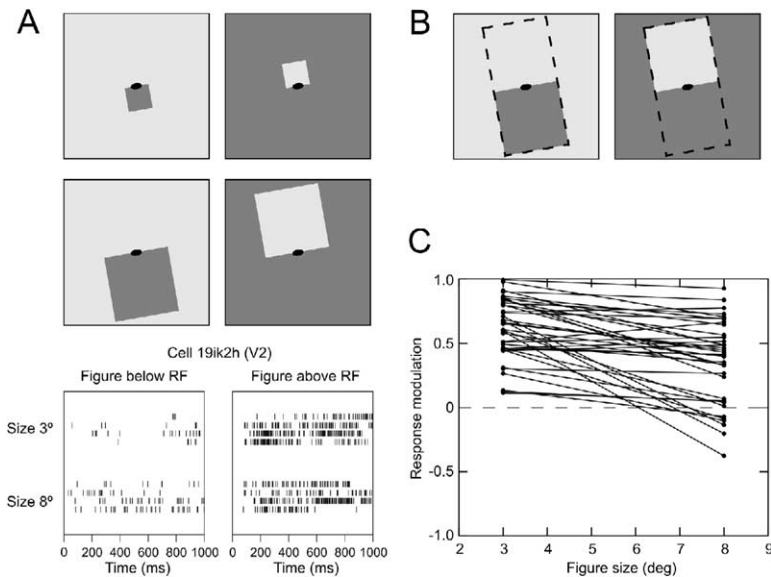 A
B
Cell 19ik2h (V2)
Figure below RF
Figure above RF
Size 3º
Size 8º
0 200 400 600 800 1000
0 200 400 600 800 1000
Time (ms)
Time (ms)
C
1.0
0.5
0
-0.5
-1.0
Response modulation
2 3 4 5 6 7 8 9
Figure size (deg)